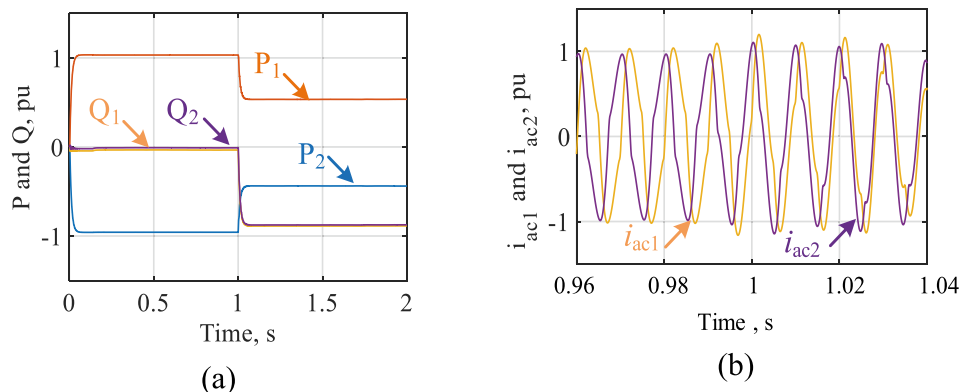 P and Q, pu
1
0
-1
P1
Q1
Q2
P2
0
0.5
1
1.5
2
Time, s
(a)
iac1 and iac2, pu
1
0
-1
iac1
iac2
0.96
0.98
1
1.02
1.04
Time , s
(b)